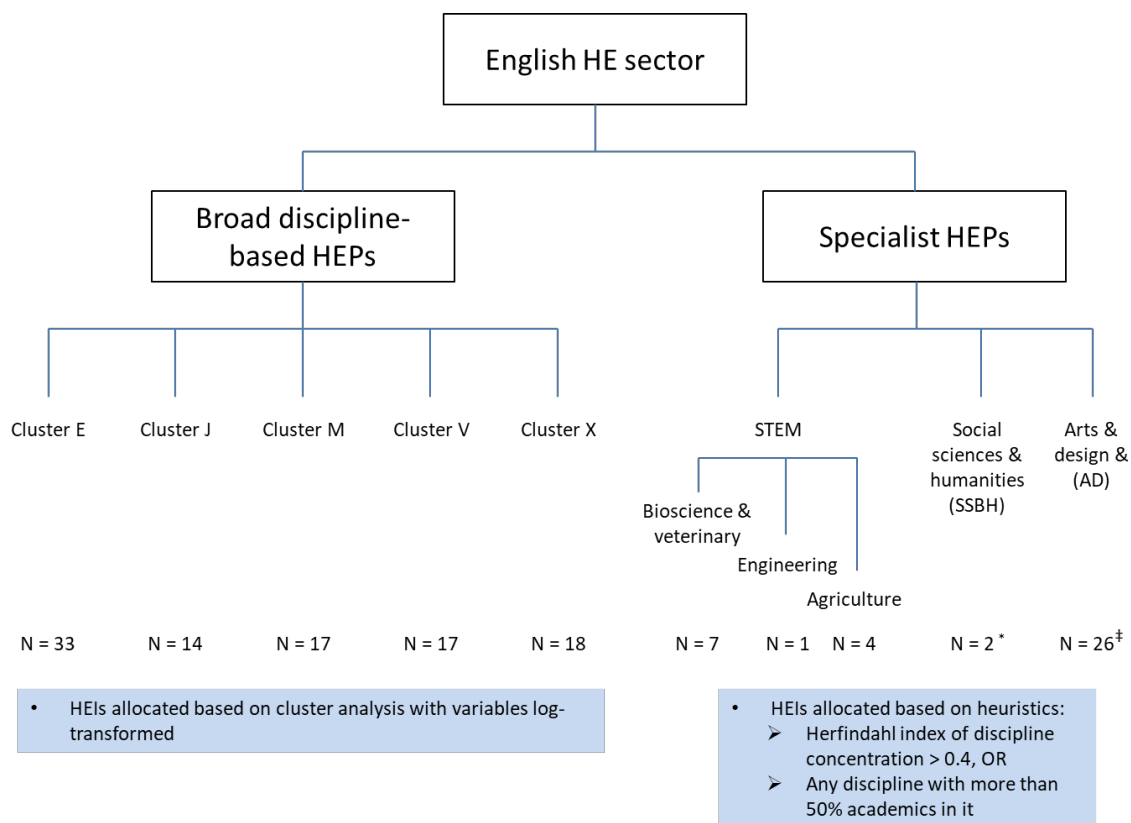 English HE sector
Broad discipline-
based HEPs
Specialist HEPs
Cluster E
Cluster J
Cluster M
Cluster V
Cluster X
STEM
Social
sciences &
humanities
(SSBH)
Arts &
design &
(AD)
Bioscience &
veterinary
Engineering
Agriculture
N = 33
N = 14
N = 17
N = 17
N = 18
N = 7
N = 1
N = 4
N = 2 *
N = 26‡
• HEIs allocated based on cluster analysis with variables log-
transformed
• HEIs allocated based on heuristics:
➢ Herfindahl index of discipline
concentration > 0.4, OR
➢ Any discipline with more than
50% academics in it